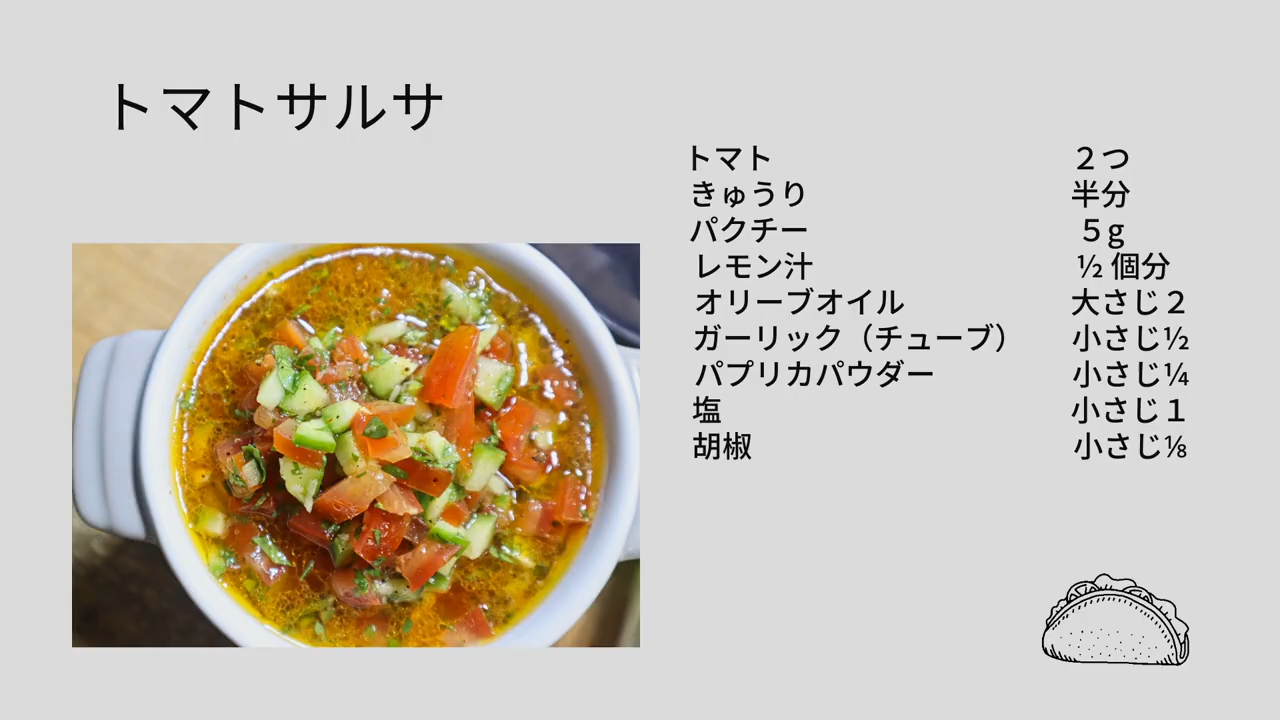 トマトサルサ
トマト ２つ
きゅうり 半分
パクチー ５g
レモン汁 ½ 個分
オリーブオイル 大さじ２
ガーリック（チューブ） 小さじ½
パプリカパウダー 小さじ¼
塩 小さじ１
胡椒 小さじ⅛